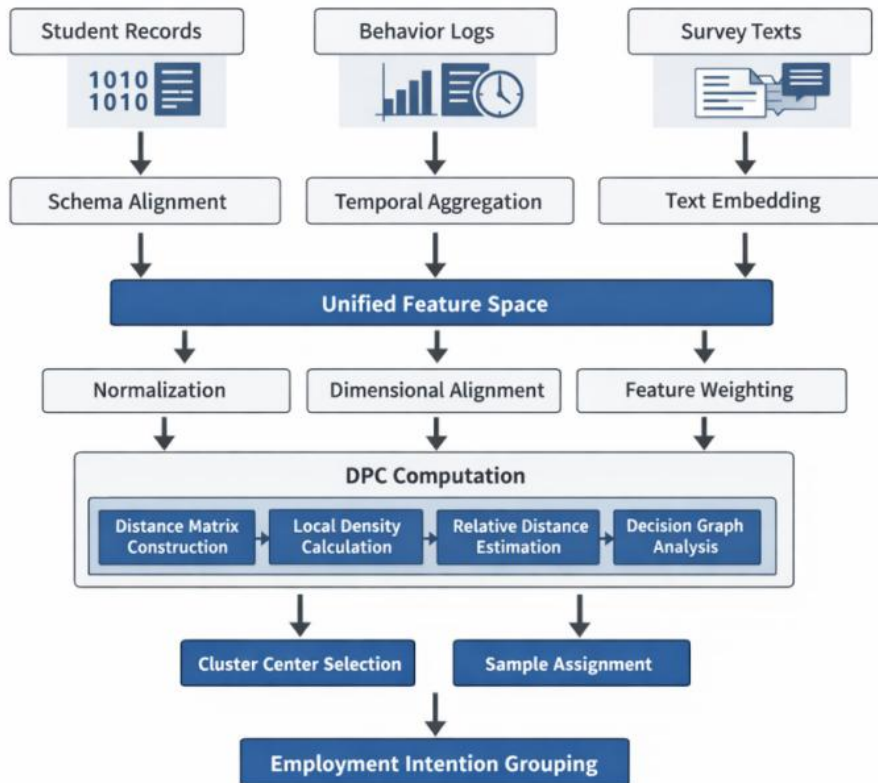 Student Records
Behavior Logs
Survey Texts
1010
1010
Schema Alignment
Temporal Aggregation
Text Embedding
Unified Feature Space
Normalization
Dimensional Alignment
Feature Weighting
DPC Computation
Distance Matrix
Construction
Local Density
Calculation
Relative Distance
Estimation
Decision Graph
Analysis
Cluster Center Selection
Sample Assignment
Employment Intention Grouping